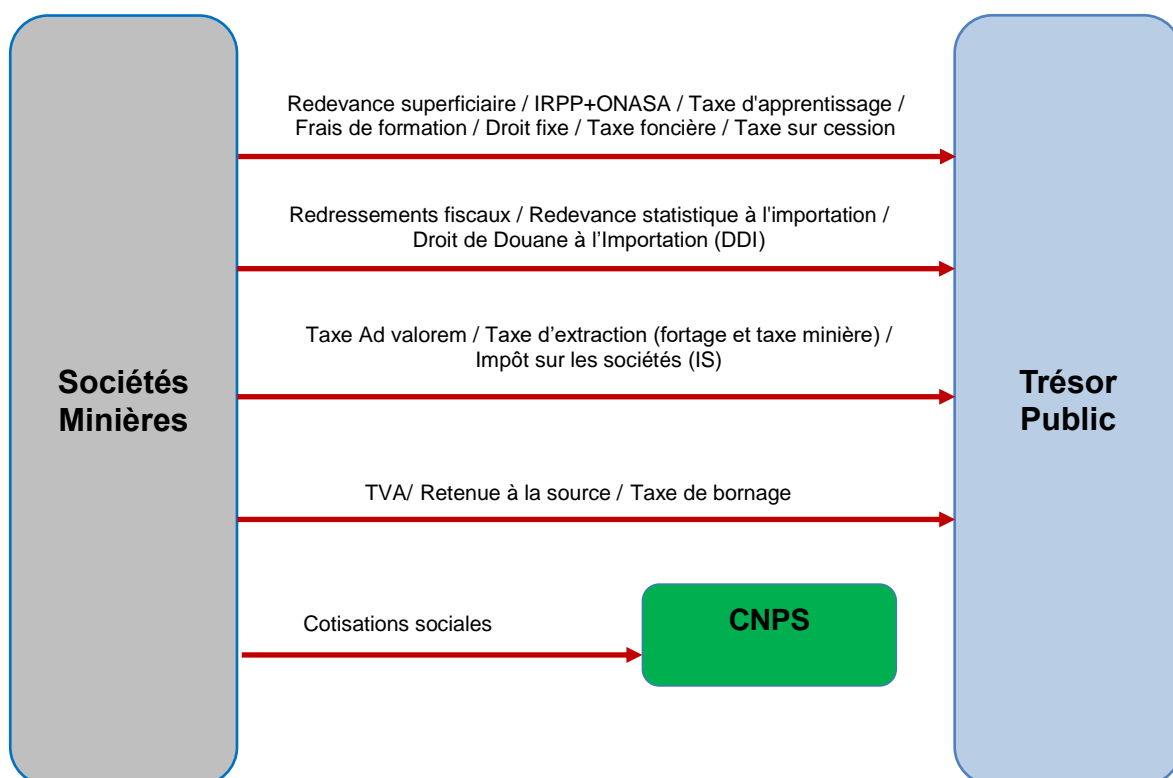 Redevance superficiaire / IRPP+ONASA / Taxe d'apprentissage /
Frais de formation / Droit fixe / Taxe foncière / Taxe sur cession
Redressements fiscaux / Redevance statistique à l'importation /
Droit de Douane à l’Importation (DDI)
Taxe Ad valorem / Taxe d’extraction (fortage et taxe minière) /
Impôt sur les sociétés (IS)
Sociétés
Minières
Trésor
Public
TVA/ Retenue à la source / Taxe de bornage
Cotisations sociales
CNPS